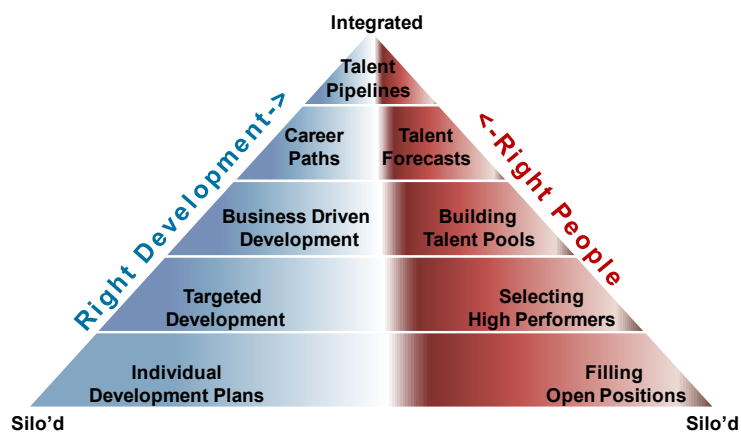 Integrated
Talent
Pipelines
Right Development->
<-Right People
Career
Paths
Talent
Forecasts
Business Driven
Development
Building
Talent Pools
Targeted
Development
Selecting
High Performers
Individual
Development Plans
Filling
Open Positions
Silo’d
Silo’d